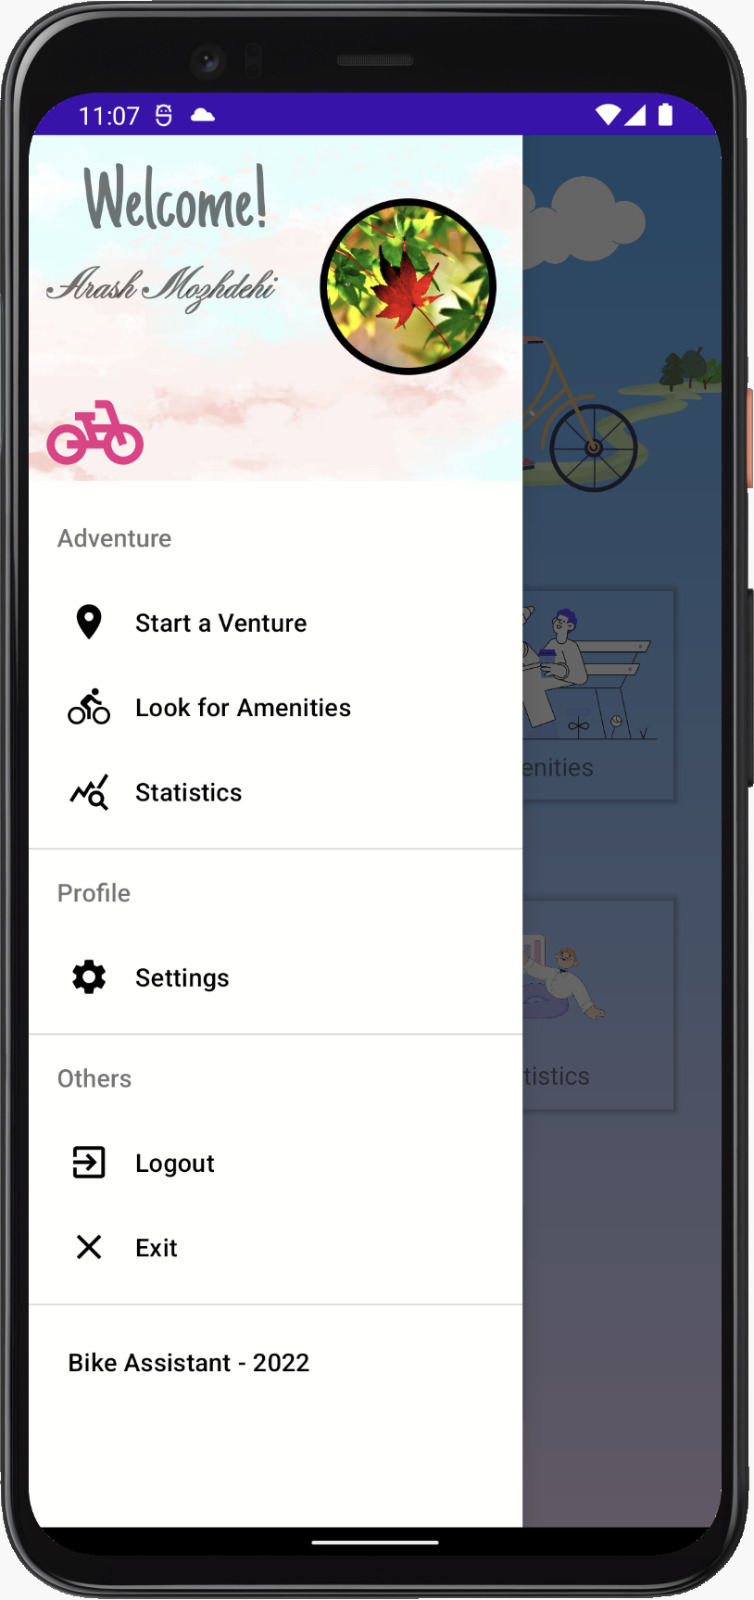 11:07
Welcome!
Arash Mozhdehi
Adventure
Start a Venture
Look for Amenities
enities
Statistics
Profile
Settings
tistics
Others
Logout
Exit
Bike Assistant - 2022